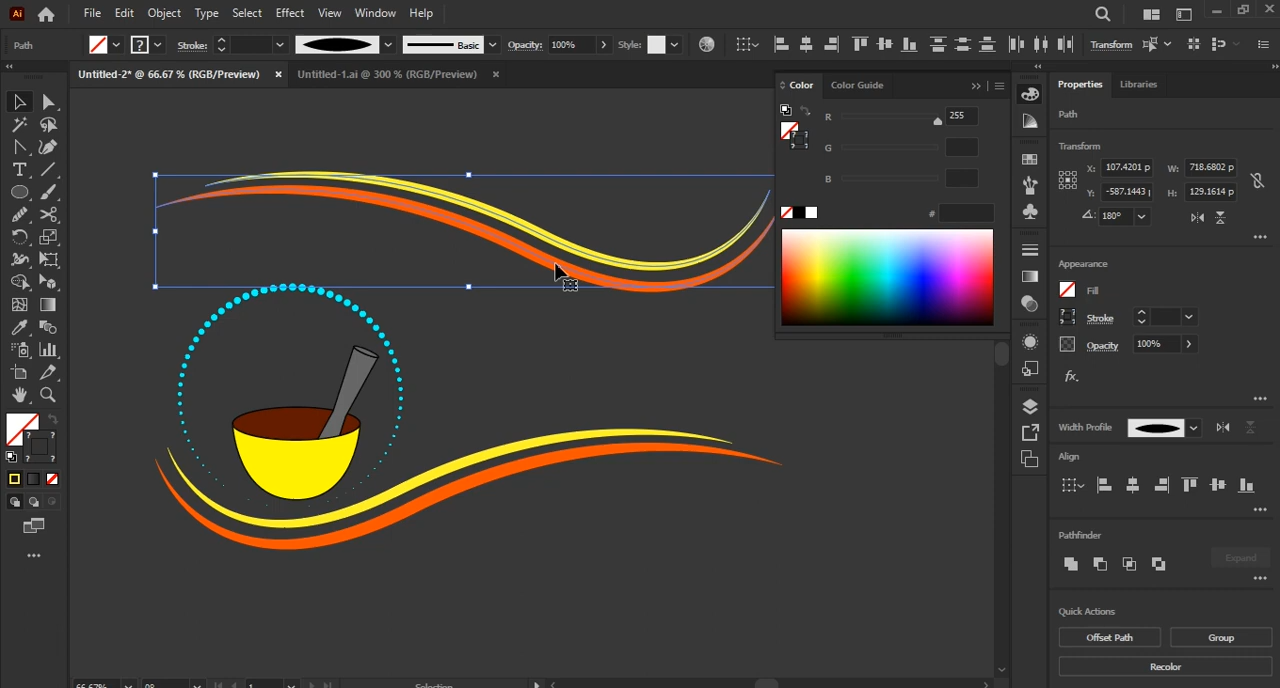 Ai File Edit Object Type Select Effect View Window Help
Path ? Stroke: Basic Opacity: 100% Style: Transform
Untitled-2* @ 66.67 % (RGB/Preview) × Untitled-1.ai @ 300 % (RGB/Preview) ×
Color Color Guide
R 255
G
B
#
Properties Libraries
Path
Transform
X: 107.4201 p W: 718.6802 p
Y: -587.1443 H: 129.1614 p
180°
Appearance
Fill
Stroke
Opacity 100%
fx
Width Profile
Align
Pathfinder
Expand
Quick Actions
Offset Path Group
Recolor
66.67% 1 Selection